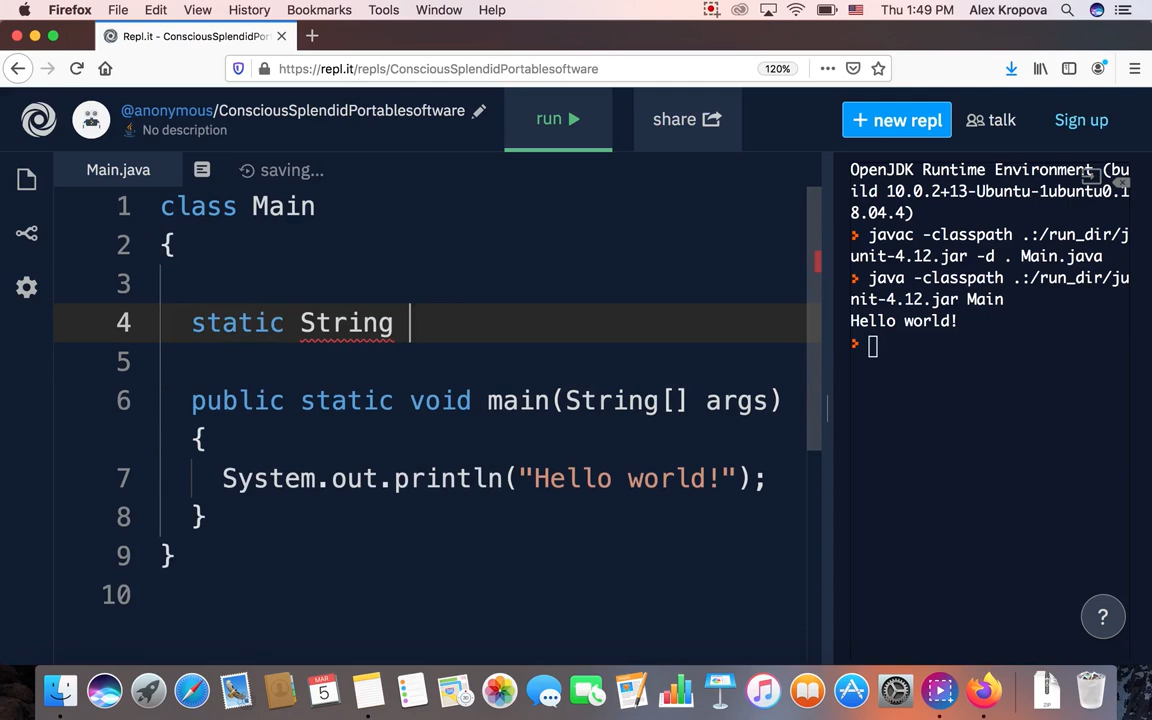 Firefox File Edit View History Bookmarks Tools Window Help Thu 1:49 PM Alex Kropova
Repl.it - ConsciousSplendidPor
https://repl.it/repls/ConsciousSplendidPortablesoftware 120%
@anonymous/ConsciousSplendidPortablesoftware
No description
run
share
+ new repl
talk
Sign up
Main.java
saving...
1 class Main
2 {
3
4 static String
5
6 public static void main(String[] args)
{
7 System.out.println("Hello world!");
8 }
9 }
10
OpenJDK Runtime Environment (bu
ild 10.0.2+13-Ubuntu-1ubuntu0.1
8.04.4)
javac -classpath .:/run_dir/j
unit-4.12.jar -d . Main.java
java -classpath .:/run_dir/ju
nit-4.12.jar Main
Hello world!
?
MAR
5
ZIP